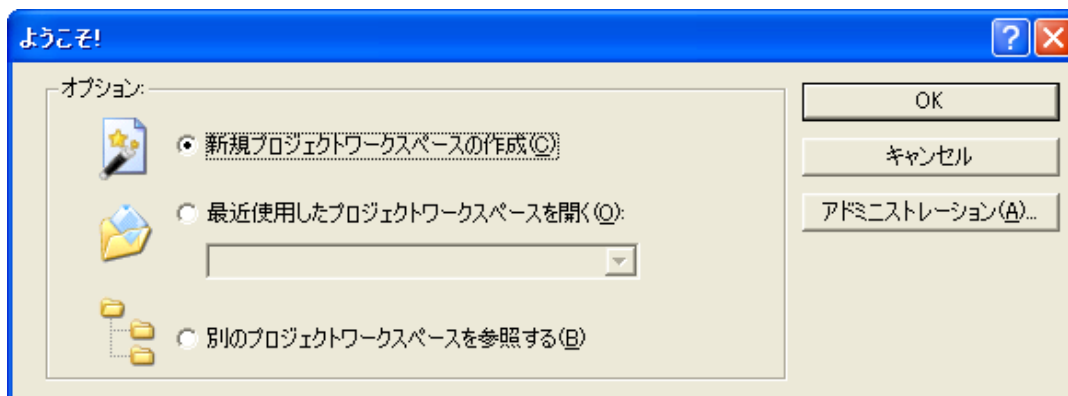 ようこそ!
オプション:
新規プロジェクトワークスペースの作成(C)
最近使用したプロジェクトワークスペースを開く(O):
別のプロジェクトワークスペースを参照する(B)
OK
キャンセル
アドミニストレーション(A)...